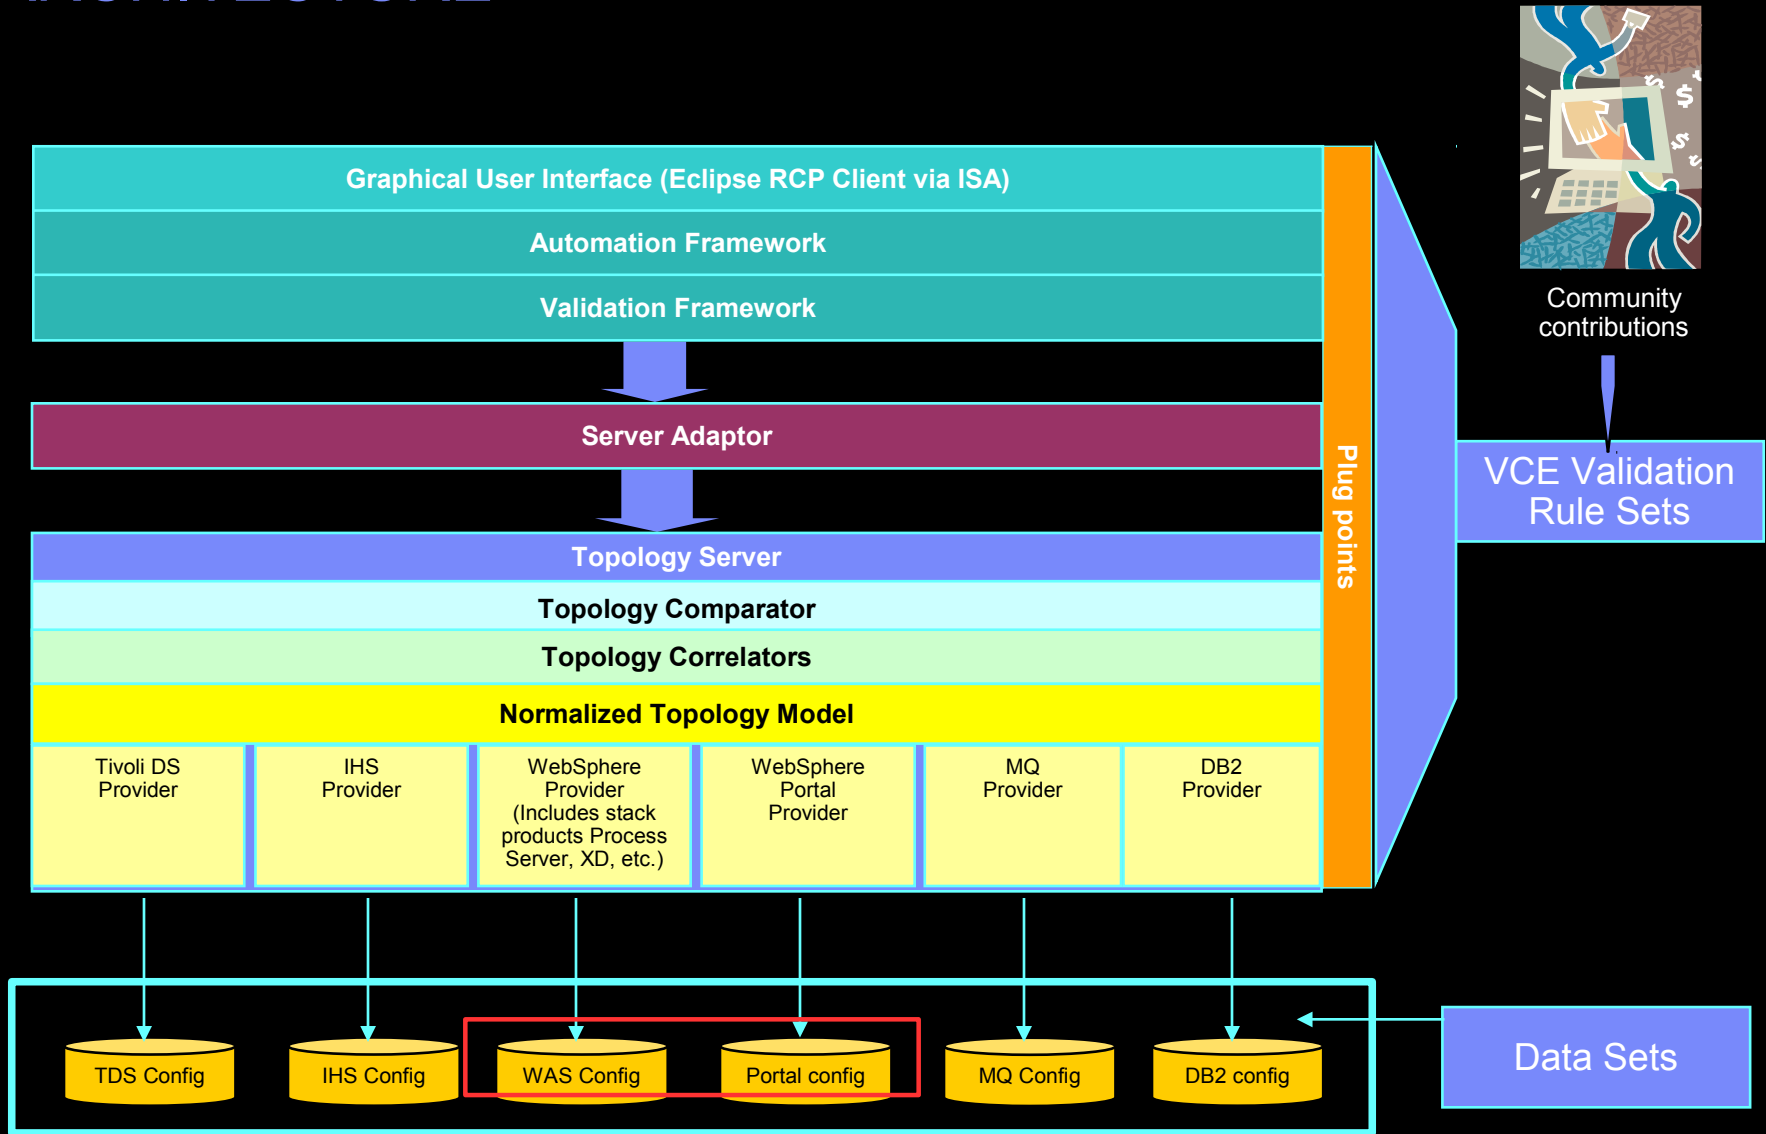 ARCHITECTURE
Graphical User Interface (Eclipse RCP Client via ISA)
Automation Framework
Validation Framework
Server Adaptor
Topology Server
Topology Comparator
Topology Correlators
Normalized Topology Model
Tivoli DS
Provider
IHS
Provider
WebSphere
Provider
(Includes stack
products Process
Server, XD, etc.)
WebSphere
Portal
Provider
MQ
Provider
DB2
Provider
Plug points
Community
contributions
VCE Validation
Rule Sets
TDS Config
IHS Config
WAS Config
Portal config
MQ Config
DB2 config
Data Sets